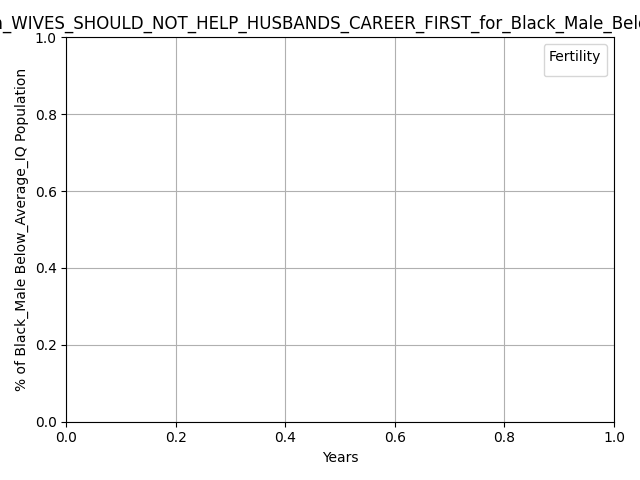 _WIVES_SHOULD_NOT_HELP_HUSBANDS_CAREER_FIRST_for_Black_Male_Bel
Fertility
% of Black_Male Below_Average_IQ Population
1.0
0.8
0.6
0.4
0.2
0.0
0.0 0.2 0.4 0.6 0.8 1.0
Years